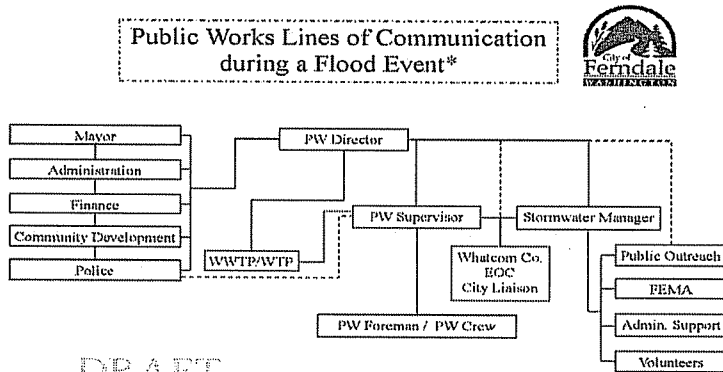 Public Works Lines of Communication
during a Flood Event*
City of
Ferndale
WASHINGTON
Mayor
Administration
Finance
Community Development
Police
PW Director
WWTP/WTP
PW Supervisor
Stormwater Manager
Whatcom Co.
EOC
City Liaison
PW Foreman / PW Crew
Public Outreach
FEMA
Admin. Support
Volunteers
DRAFT